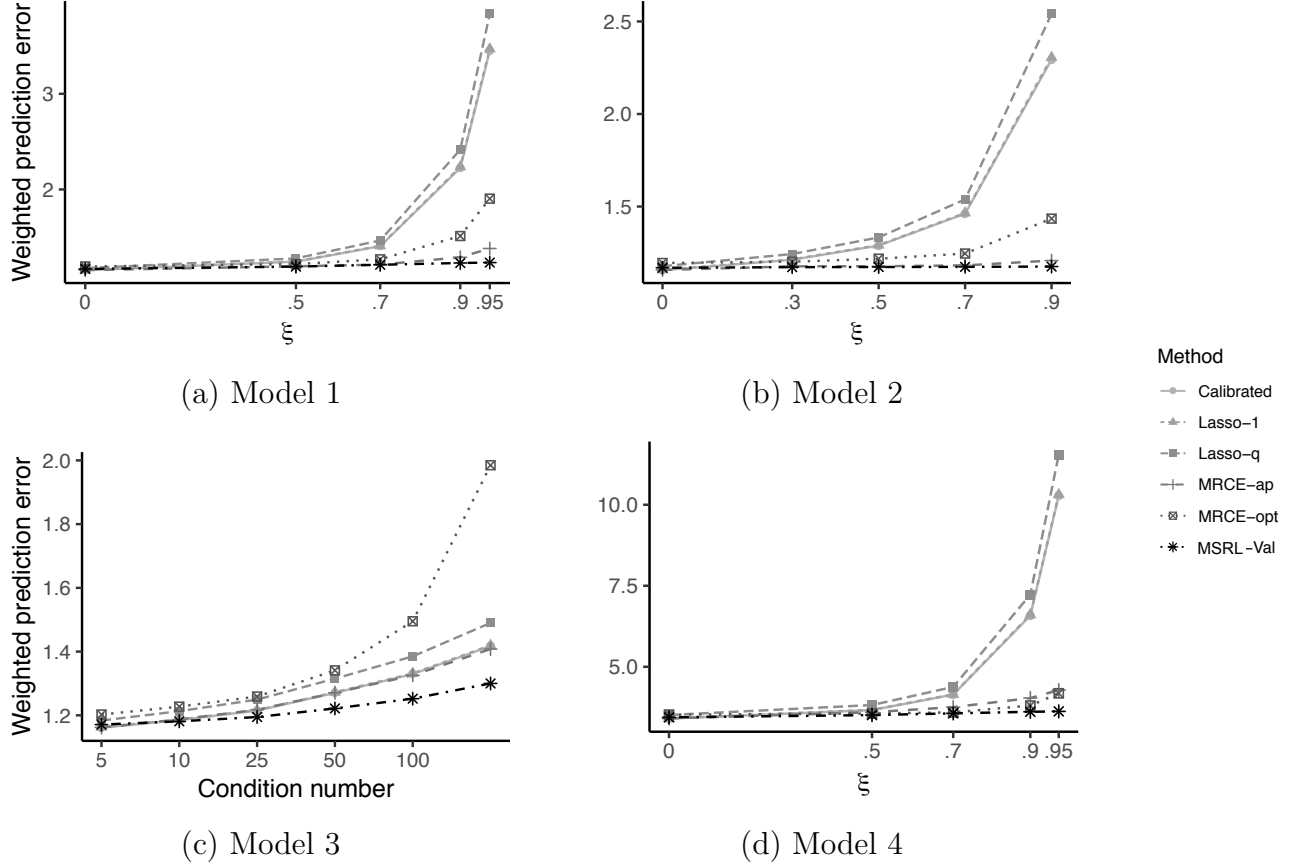 Weighted prediction error
3
2
0
.5
.7
.9
.95
ξ
(a) Model 1
2.5
2.0
1.5
0
.3
.5
.7
.9
ξ
(b) Model 2
Weighted prediction error
2.0
1.8
1.6
1.4
1.2
5
10
25
50
100
Condition number
(c) Model 3
10.0
7.5
5.0
0
.5
.7
.9
.95
ξ
(d) Model 4
Method
Calibrated
Lasso-1
Lasso-q
MRCE-ap
MRCE-opt
MSRL-Val